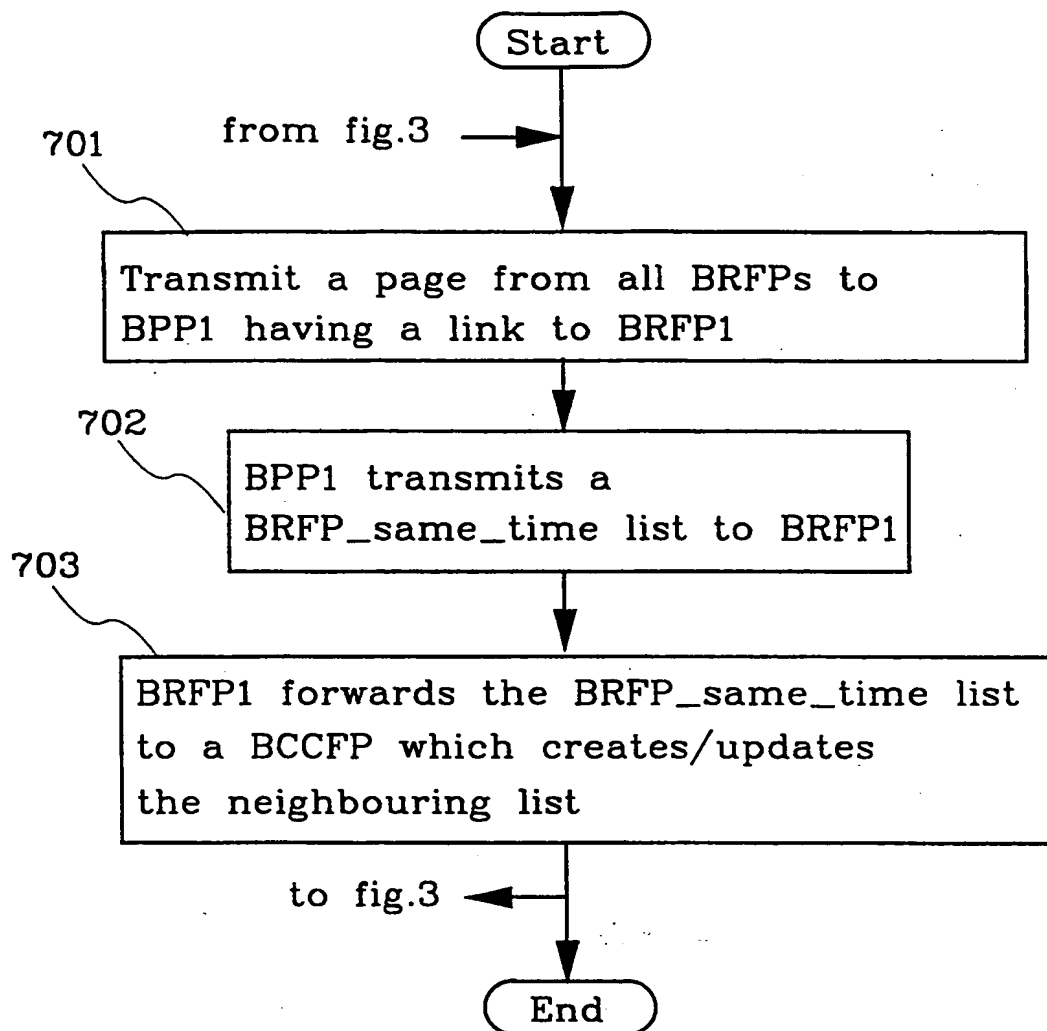 Start
from fig.3
701
Transmit a page from all BRFPs to
BPP1 having a link to BRFP1
702
BPP1 transmits a
BRFP_same_time list to BRFP1
703
BRFP1 forwards the BRFP_same_time list
to a BCCFP which creates/updates
the neighbouring list
to fig.3
End